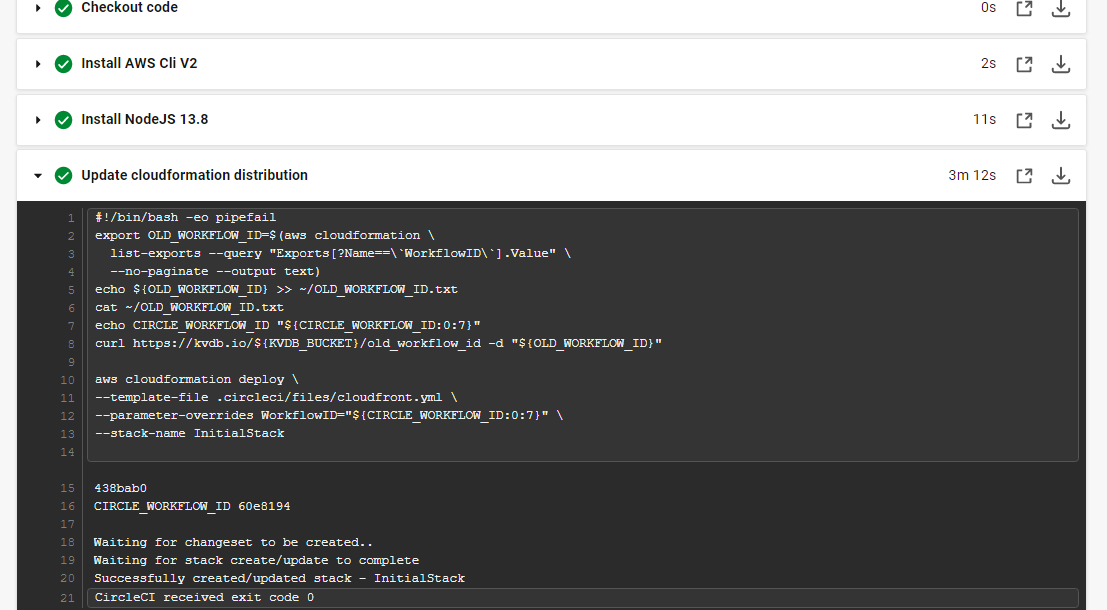 Checkout code 0s
Install AWS Cli V2 2s
Install NodeJS 13.8 11s
Update cloudformation distribution 3m 12s
1 #!/bin/bash -eo pipefail
2 export OLD_WORKFLOW_ID=$(aws cloudformation \
3 list-exports --query "Exports[?Name==\`WorkflowID\`].Value" \
4 --no-paginate --output text)
5 echo ${OLD_WORKFLOW_ID} >> ~/OLD_WORKFLOW_ID.txt
6 cat ~/OLD_WORKFLOW_ID.txt
7 echo CIRCLE_WORKFLOW_ID "${CIRCLE_WORKFLOW_ID:0:7}"
8 curl https://kvdb.io/${KVDB_BUCKET}/old_workflow_id -d "${OLD_WORKFLOW_ID}"
9
10 aws cloudformation deploy \
11 --template-file .circleci/files/cloudfront.yml \
12 --parameter-overrides WorkflowID="${CIRCLE_WORKFLOW_ID:0:7}" \
13 --stack-name InitialStack
14
15 438bab0
16 CIRCLE_WORKFLOW_ID 60e8194
17
18 Waiting for changeset to be created..
19 Waiting for stack create/update to complete
20 Successfully created/updated stack - InitialStack
21 CircleCI received exit code 0